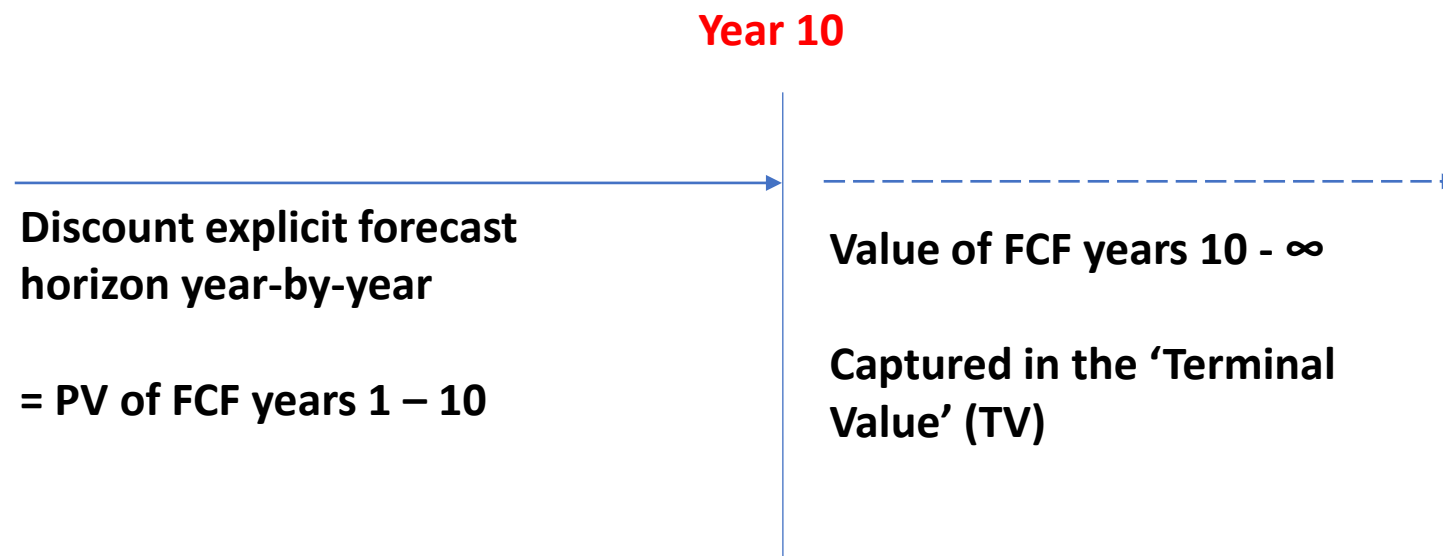 Year 10
Discount explicit forecast
horizon year-by-year
= PV of FCF years 1 – 10
Value of FCF years 10 - ∞
Captured in the ‘Terminal
Value’ (TV)